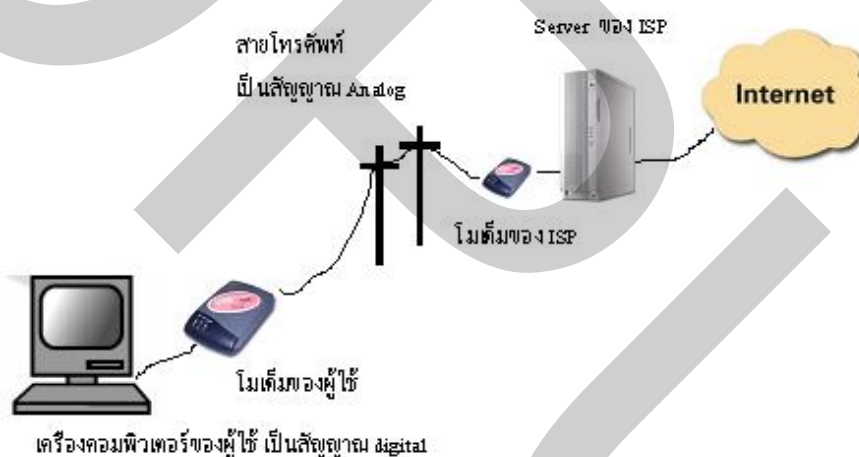 สายโทรศัพท์
เป็นสัญญาณ Analog
Server ของ ISP
Internet
โมเด็มของ ISP
โมเด็มของผู้ใช้
เครื่องคอมพิวเตอร์ของผู้ใช้ เป็นสัญญาณ digital